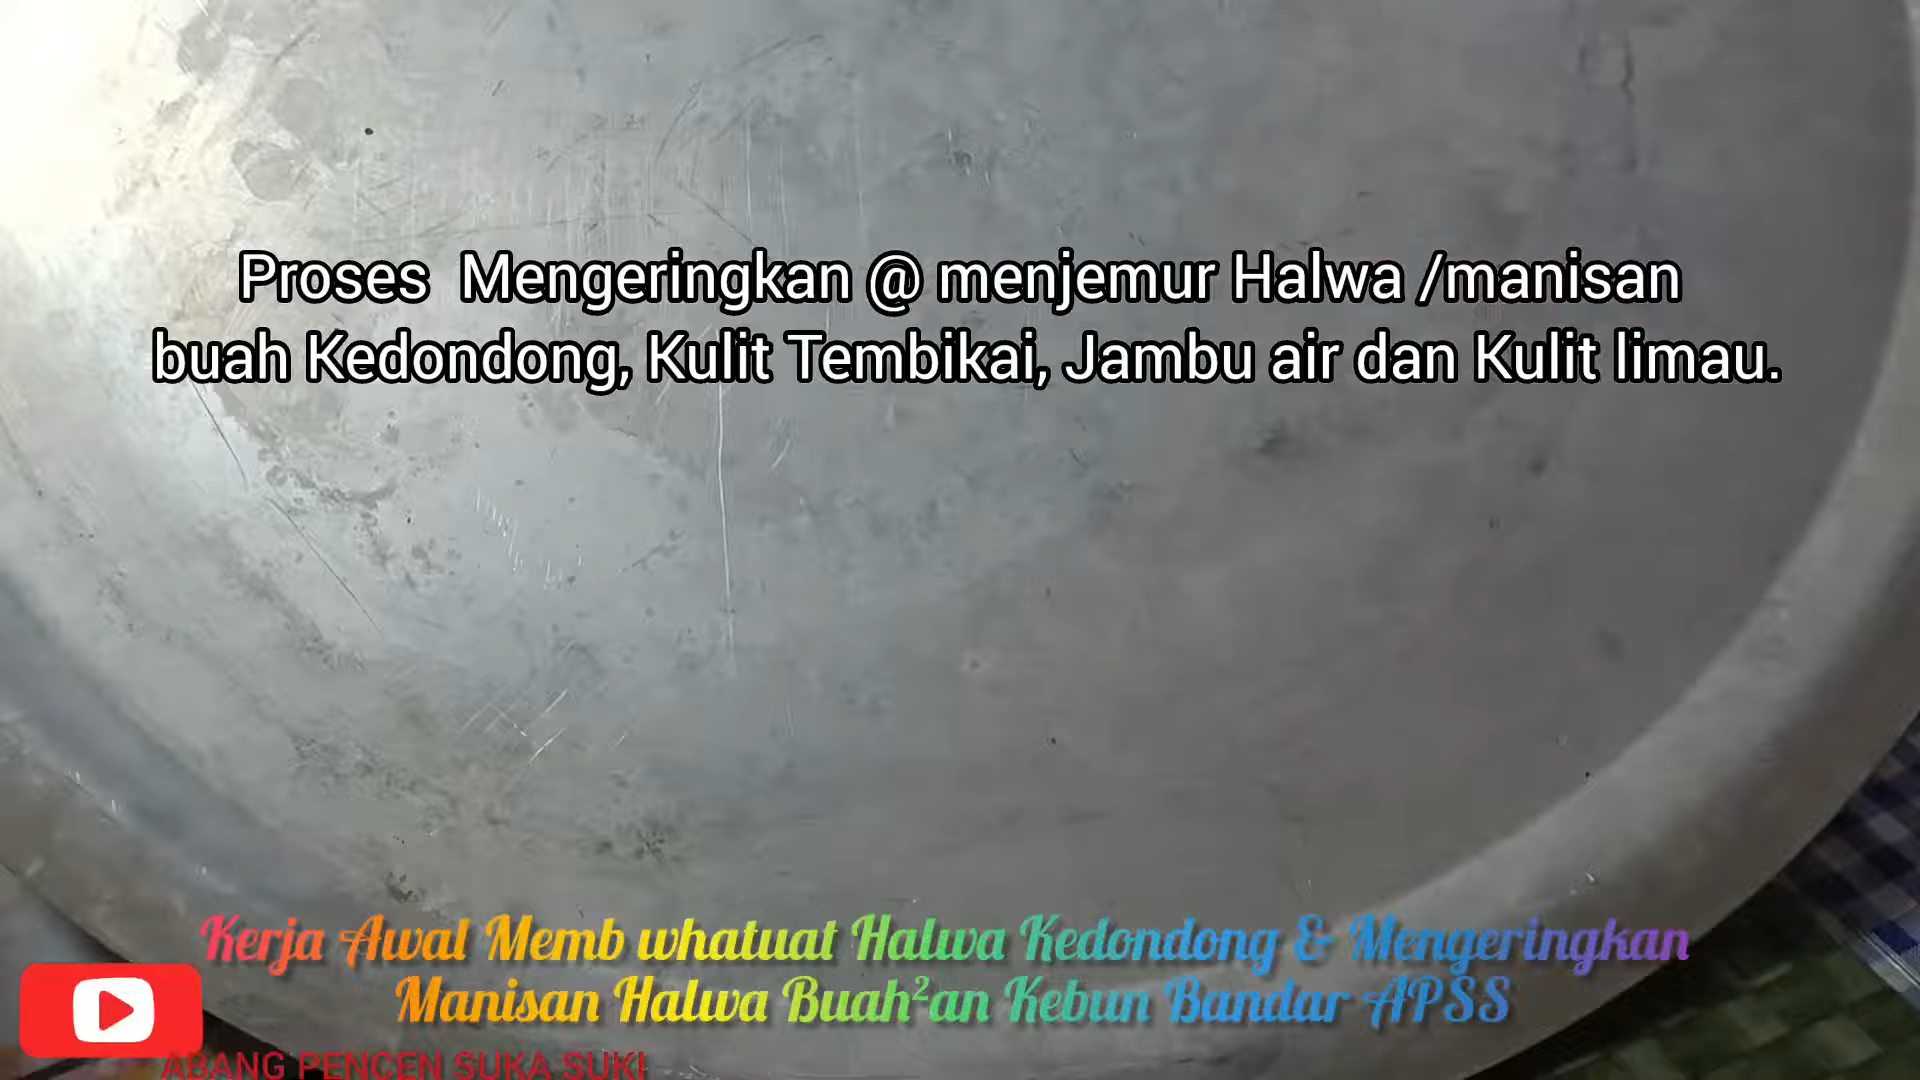 Proses Mengeringkan @ menjemur Halwa /manisan
buah Kedondong, Kulit Tembikai, Jambu air dan Kulit limau.
Kerja Awal Memb whatuat Halwa Kedondong & Mengeringkan
Manisan Halwa Buah²an Kebun Bandar APSS
ABANG PENCEN SUKA SUKI